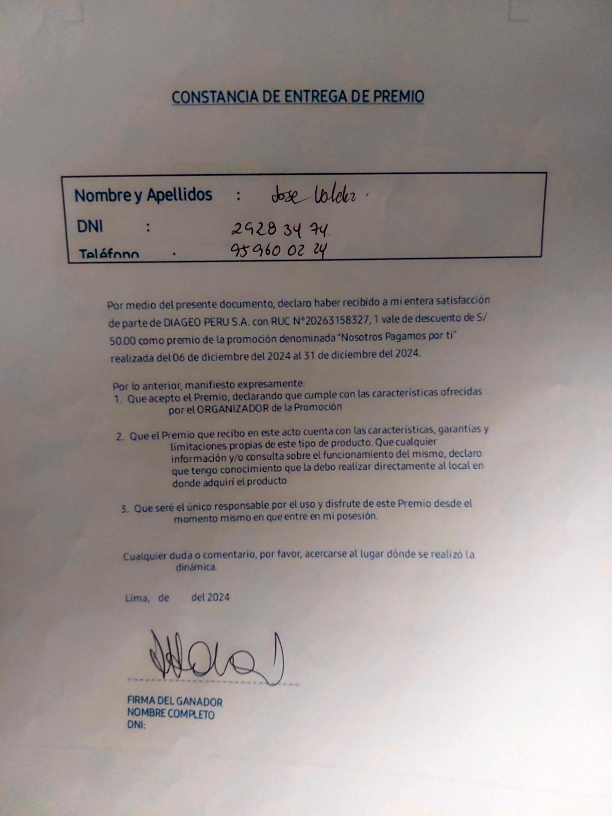 CONSTANCIA DE ENTREGA DE PREMIO
Nombre y Apellidos : Jose Valdez
DNI : 2928 34 74
Teléfono : 95960 02 24
Por medio del presente documento, declaro haber recibido a mi entera satisfacción
de parte de DIAGEO PERU S.A. con RUC N°20263158327, 1 vale de descuento de S/
50.00 como premio de la promoción denominada "Nosotros Pagamos por ti"
realizada del 06 de diciembre del 2024 al 31 de diciembre del 2024.
Por lo anterior, manifiesto expresamente:
1. Que acepto el Premio, declarando que cumple con las características ofrecidas
por el ORGANIZADOR de la Promoción
2. Que el Premio que recibo en este acto cuenta con las características, garantías y
limitaciones propias de este tipo de producto. Que cualquier
información y/o consulta sobre el funcionamiento del mismo, declaro
que tengo conocimiento que la debo realizar directamente al local en
donde adquirí el producto
3. Que seré el único responsable por el uso y disfrute de este Premio desde el
momento mismo en que entre en mi posesión.
Cualquier duda o comentario, por favor, acercarse al lugar dónde se realizó la
dinámica.
Lima, de del 2024
FIRMA DEL GANADOR
NOMBRE COMPLETO
DNI: